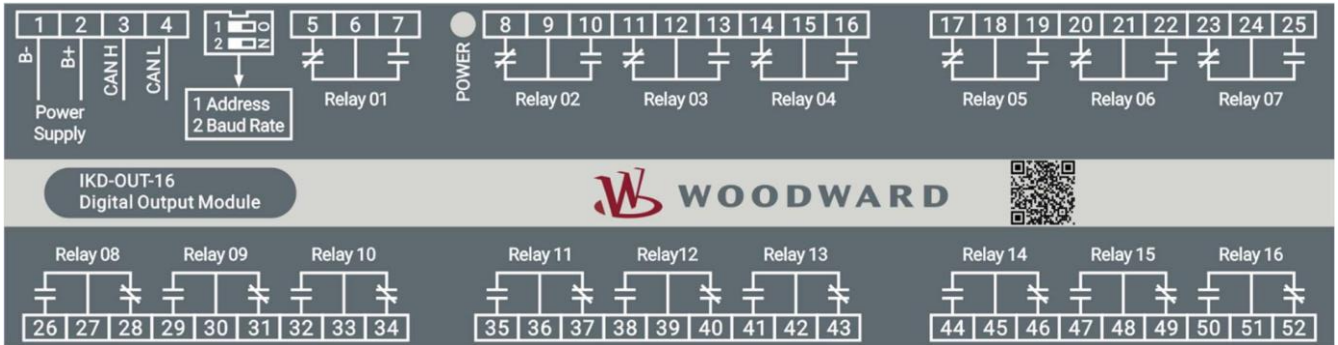 1 2 3 4 1 O 5 6 7 8 9 10 11 12 13 14 15 16 17 18 19 20 21 22 23 24 25
2 N
B- B+ CAN H CAN L
POWER
Power
Supply
1 Address
2 Baud Rate
Relay 01 Relay 02 Relay 03 Relay 04 Relay 05 Relay 06 Relay 07
IKD-OUT-16
Digital Output Module
WOODWARD
Relay 08 Relay 09 Relay 10 Relay 11 Relay12 Relay 13 Relay 14 Relay 15 Relay 16
26 27 28 29 30 31 32 33 34 35 36 37 38 39 40 41 42 43 44 45 46 47 48 49 50 51 52